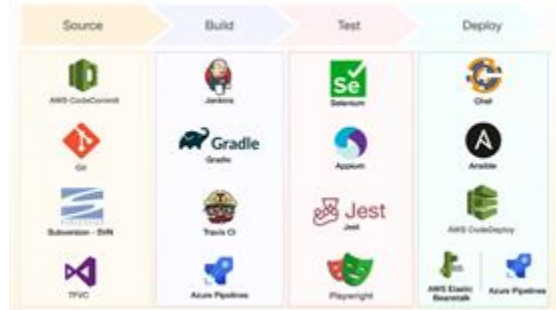 Source
Build
Test
Deploy
AWS CodeCommit
Jenkins
Se
Selenium
Chef
Git
Gradle
Gradle
Appium
A
Ansible
Subversion - SVN
Travis CI
Jest
Jest
AWS CodeDeploy
TFVC
Azure Pipelines
Playwright
AWS Elastic
Beanstalk
Azure Pipelines